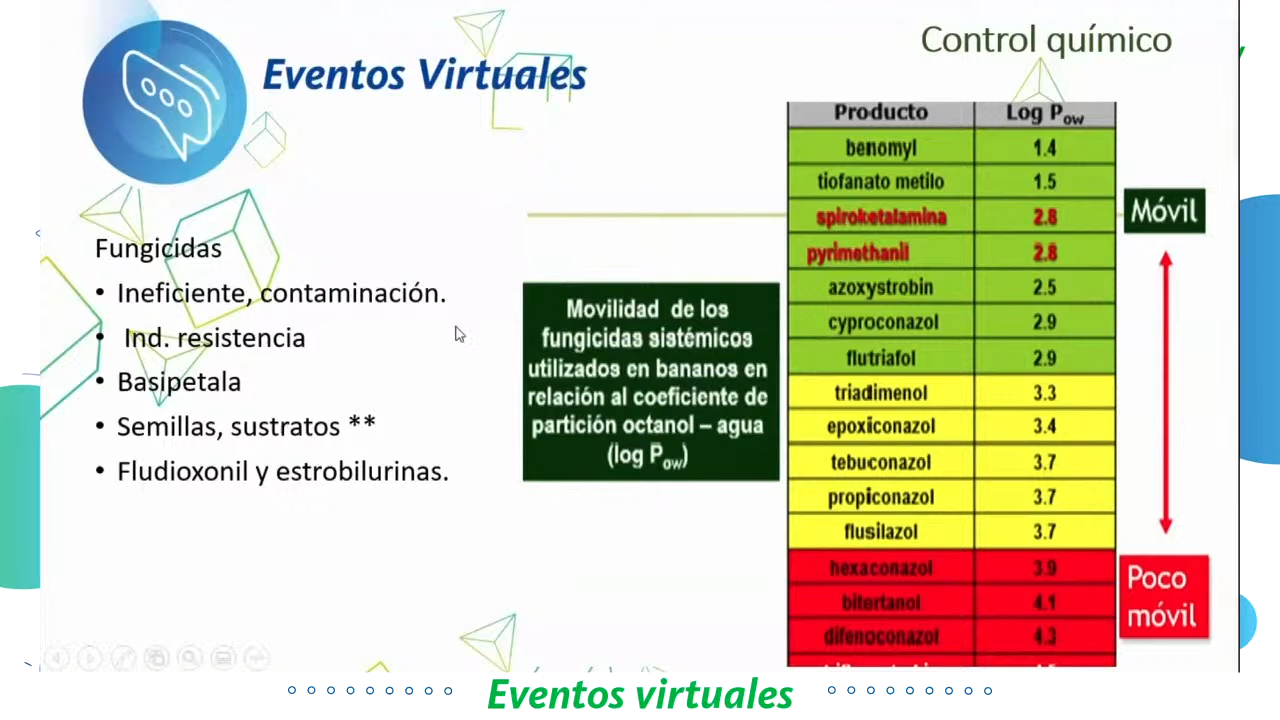 Control químico
Eventos Virtuales
Producto Log Pow
benomyl 1.4
tiofanato metilo 1.5
spiroketalamina 2.8
pyrimethanil 2.8
azoxystrobin 2.5
cyproconazol 2.9
flutriafol 2.9
triadimenol 3.3
epoxiconazol 3.4
tebuconazol 3.7
propiconazol 3.7
flusilazol 3.7
hexaconazol 3.9
bitertanol 4.1
difenoconazol 4.3
Móvil
Poco
móvil
Fungicidas
• Ineficiente, contaminación.
• Ind. resistencia
• Basipetala
• Semillas, sustratos **
• Fludioxonil y estrobilurinas.
Movilidad de los
fungicidas sistémicos
utilizados en bananos en
relación al coeficiente de
partición octanol – agua
(log Pow)
Eventos virtuales